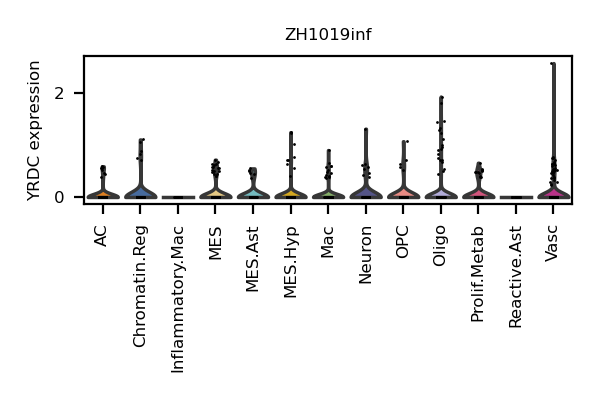 ZH1019inf
YRDC expression
2
0
AC
Chromatin.Reg
Inflammatory.Mac
MES
MES.Ast
MES.Hyp
Mac
Neuron
OPC
Oligo
Prolif.Metab
Reactive.Ast
Vasc